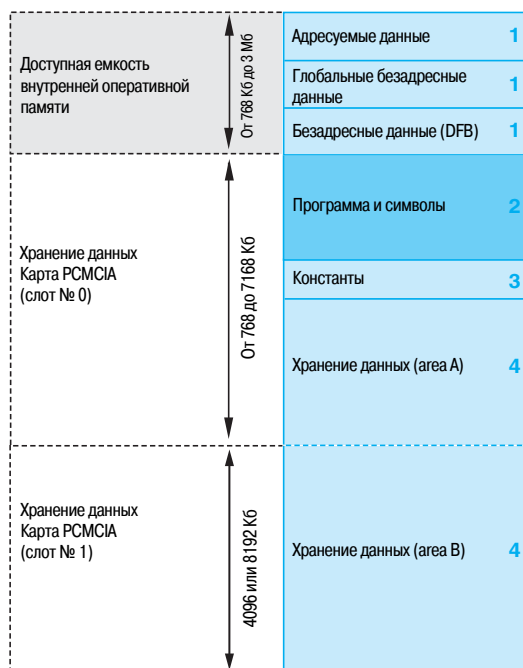 Доступная емкость
внутренней оперативной
памяти
От 768 Кб до 3 Мб
Адресуемые данные 1
Глобальные безадресные
данные 1
Безадресные данные (DFB) 1
Хранение данных
Карта PCMCIA
(слот № 0)
От 768 до 7168 Кб
Программа и символы 2
Константы 3
Хранение данных (area A) 4
Хранение данных
Карта PCMCIA
(слот № 1)
4096 или 8192 Кб
Хранение данных (area B) 4